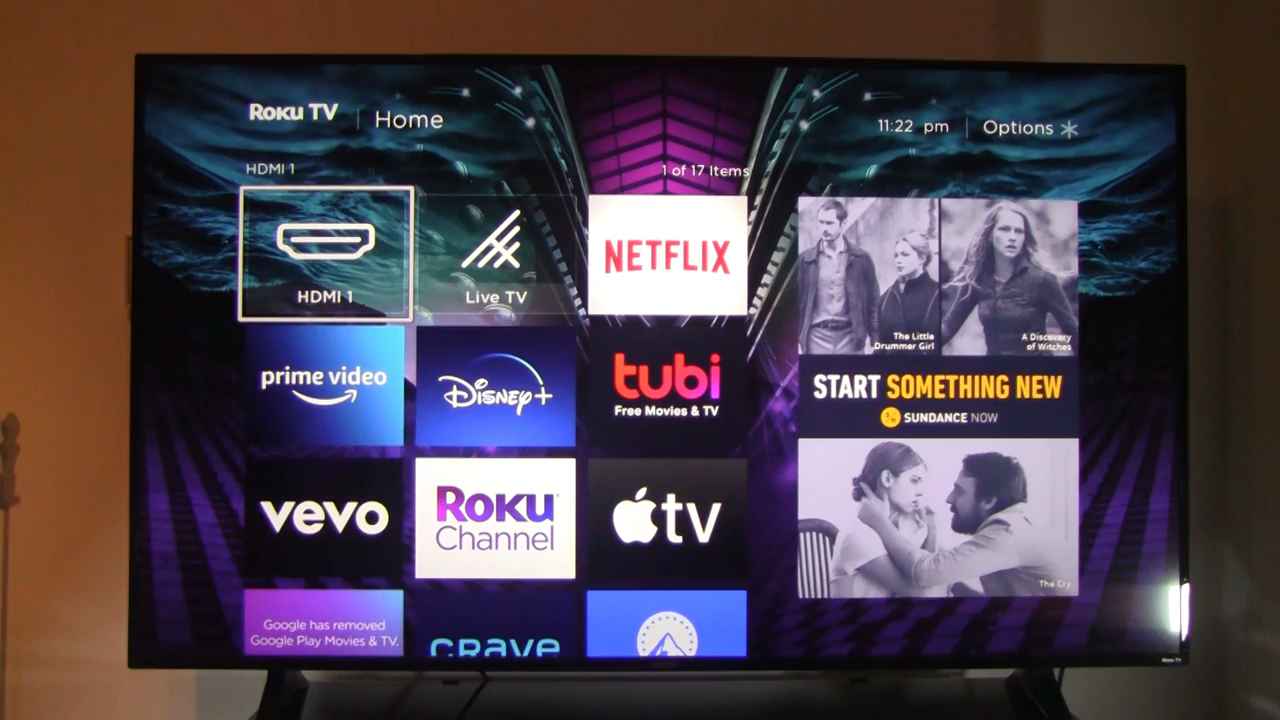 Roku TV | Home
11:22 pm | Options
HDMI 1
1 of 17 Items
HDMI 1
Live TV
NETFLIX
The Little
Drummer Girl
A Discovery
of Witches
prime video
Disney+
tubi
Free Movies & TV
START SOMETHING NEW
s/n SUNDANCE NOW
vevo
Roku
Channel
tv
The Cry
Google has removed
Google Play Movies & TV.
crave
Roku TV